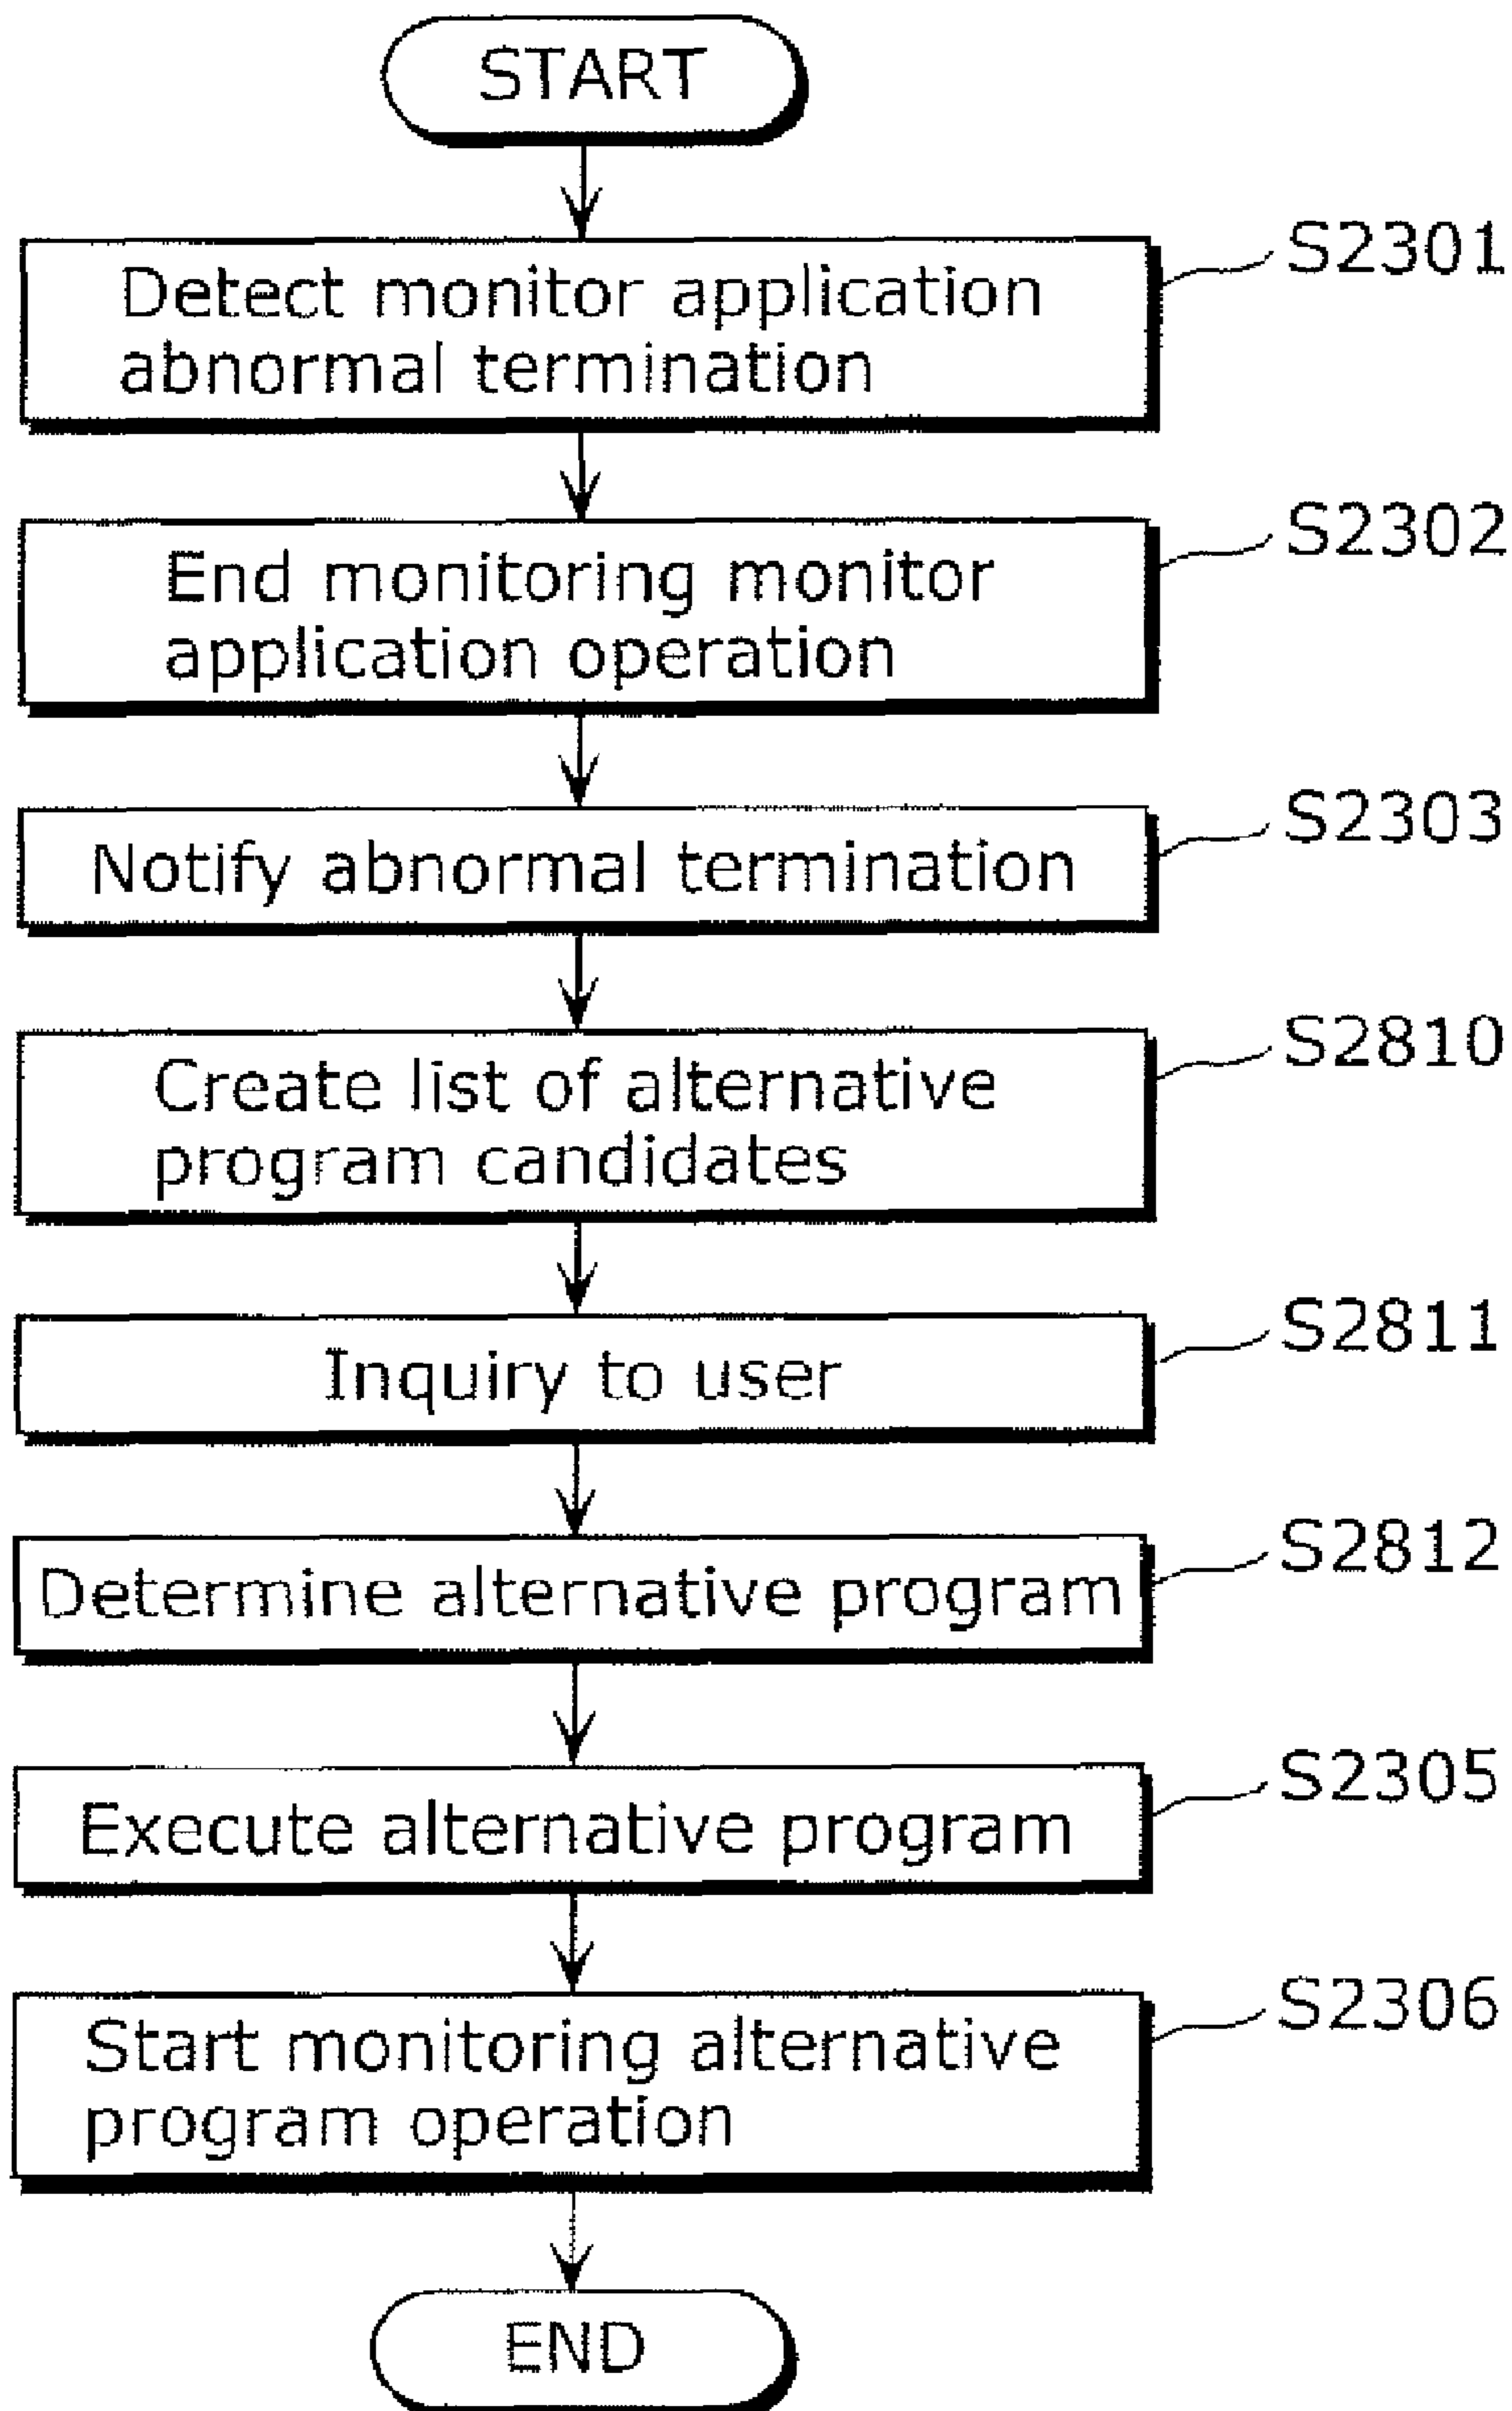 START
S2301
Detect monitor application
abnormal termination
S2302
End monitoring monitor
application operation
S2303
Notify abnormal termination
S2810
Create list of alternative
program candidates
S2811
Inquiry to user
S2812
Determine alternative program
S2305
Execute alternative program
S2306
Start monitoring alternative
program operation
END